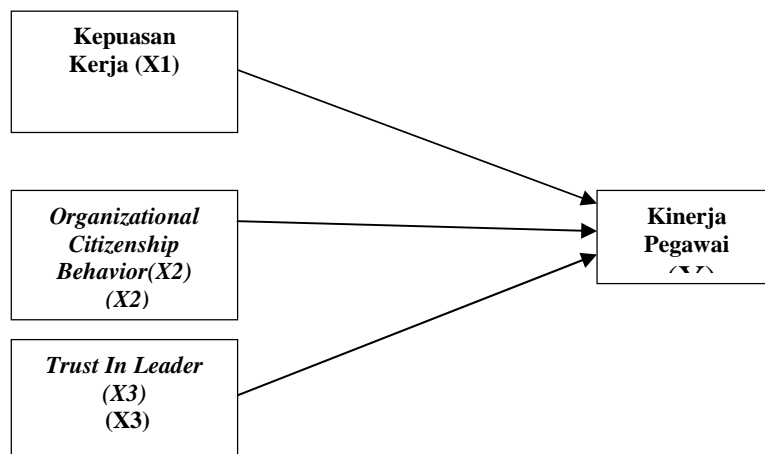 Kepuasan
Kerja (X1)
Organizational
Citizenship
Behavior(X2)
(X2)
Trust In Leader
(X3)
(X3)
Kinerja
Pegawai